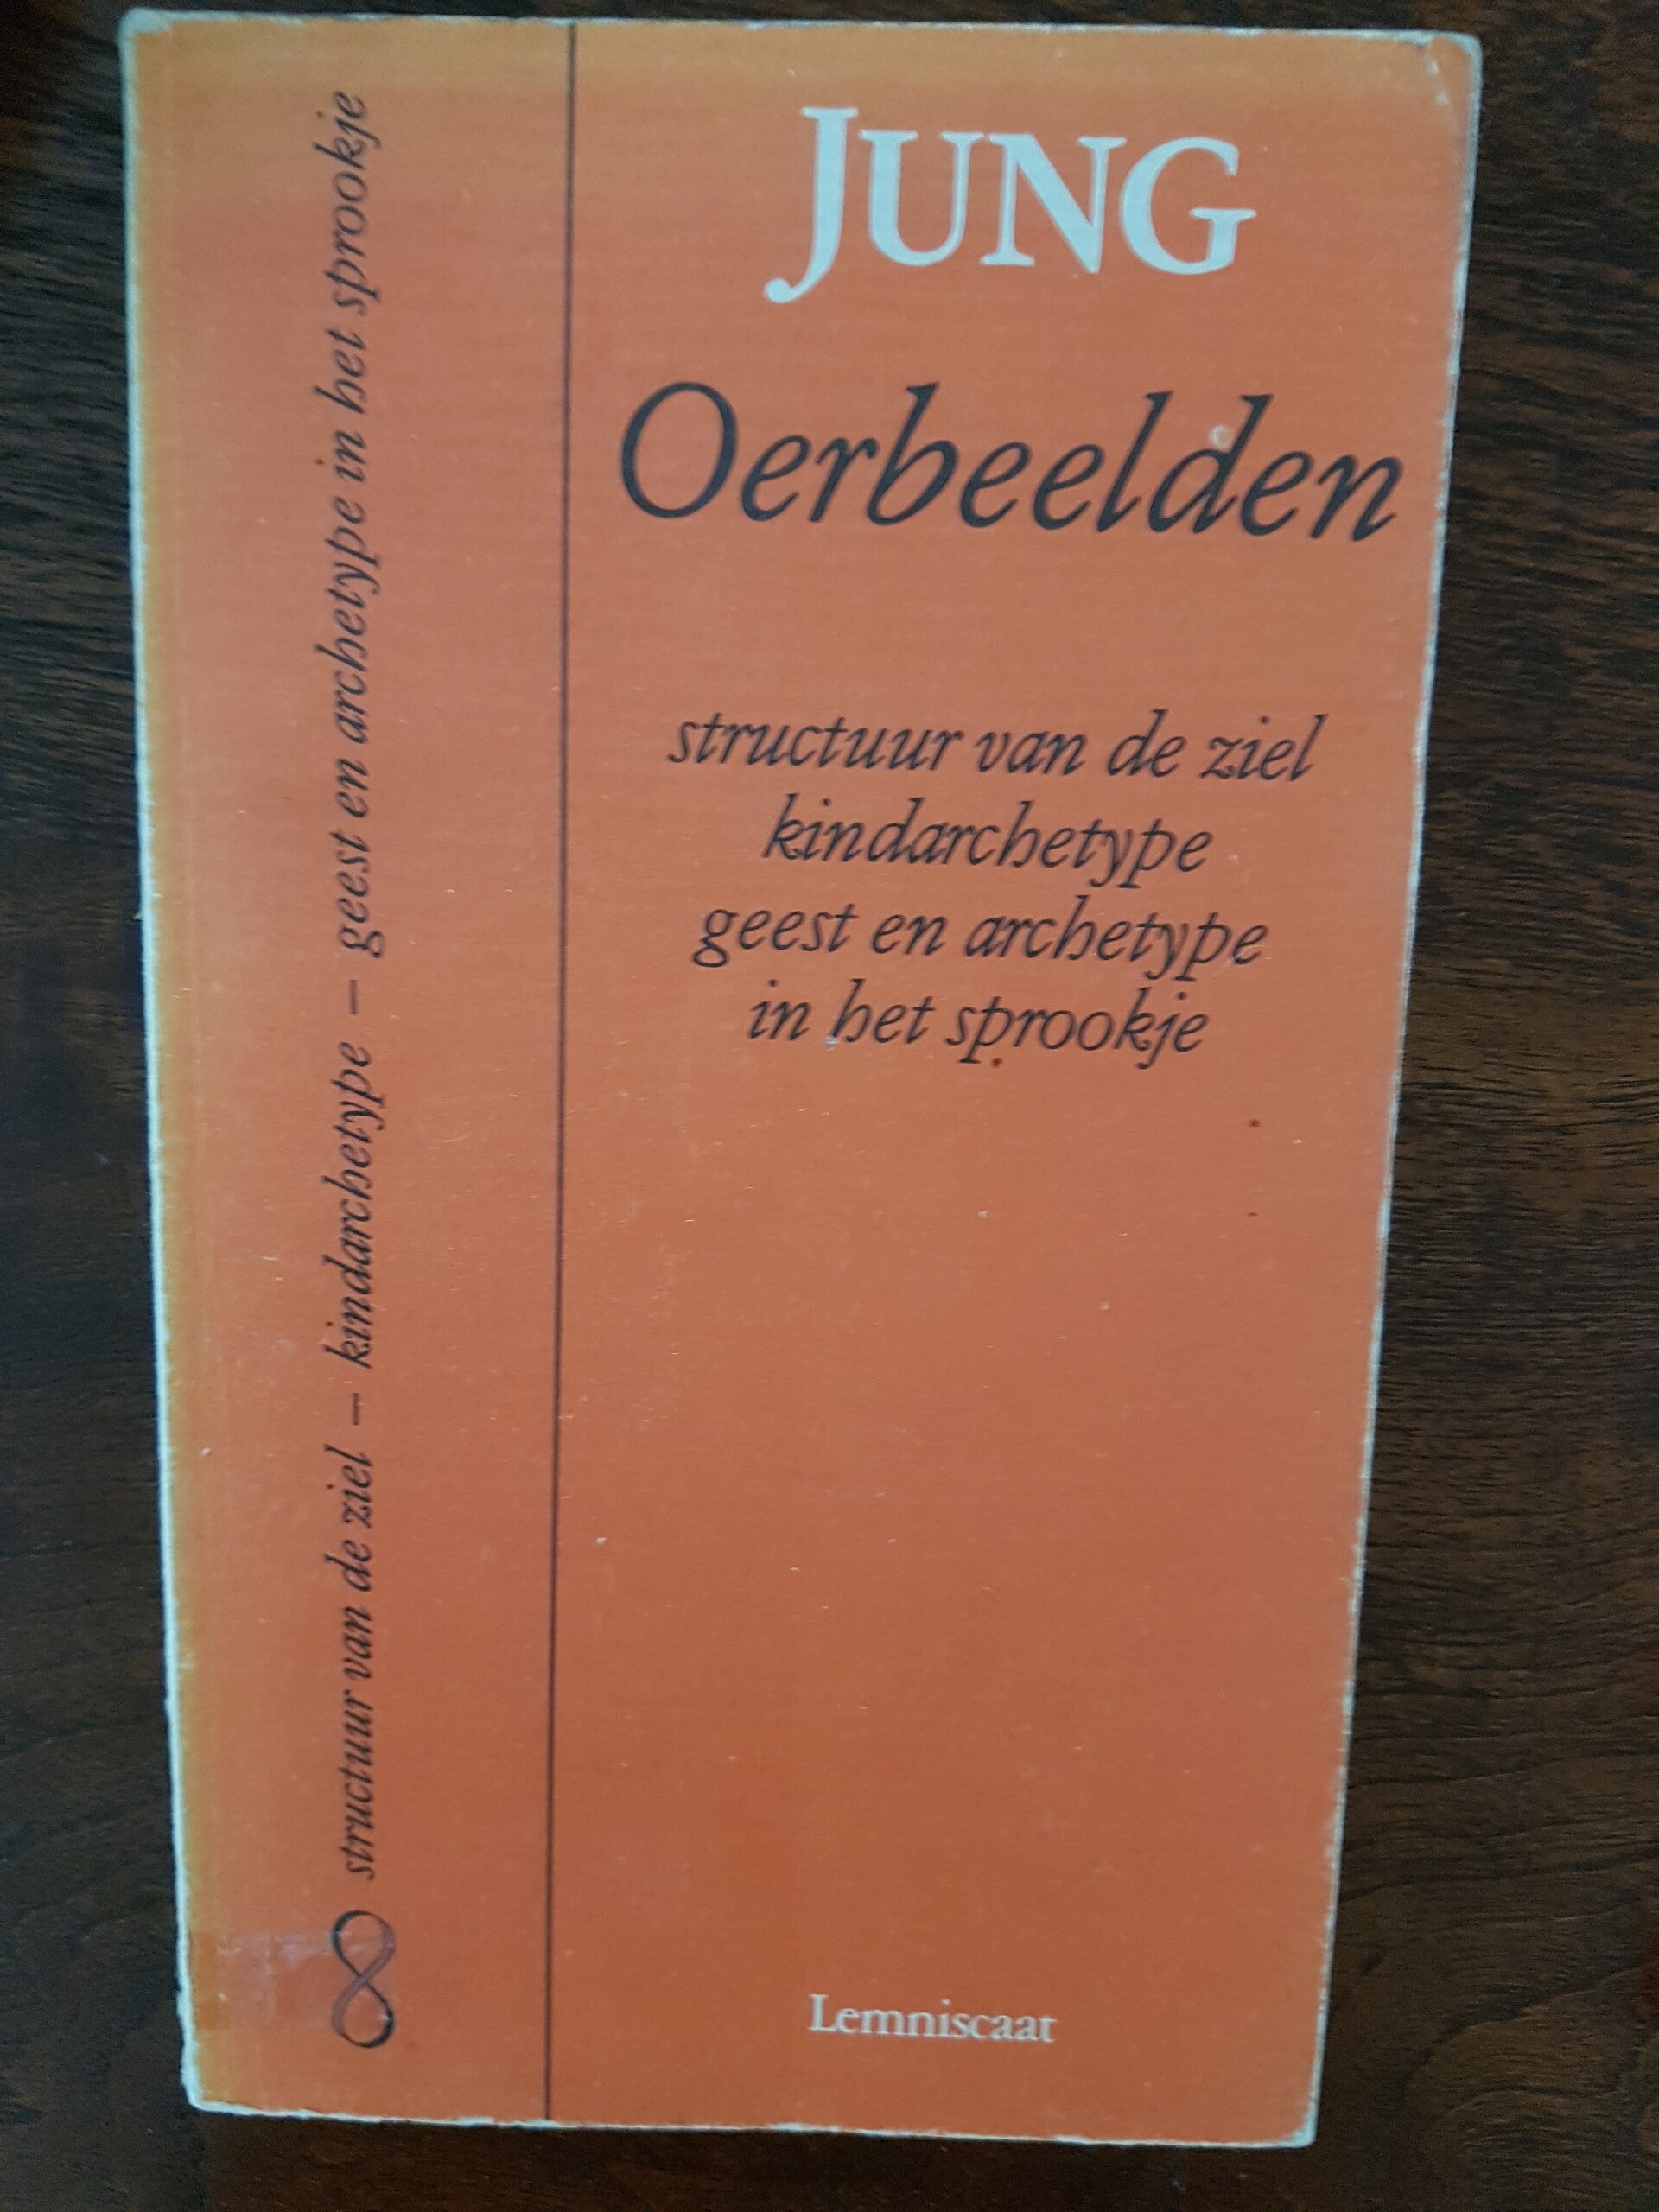 JUNG
Oerbeelden
structuur van de ziel
kindarchetype
geest en archetype
in het sprookje
Lemniscaat
structuur van de ziel – kindarchetype – geest en archetype in het sprookje